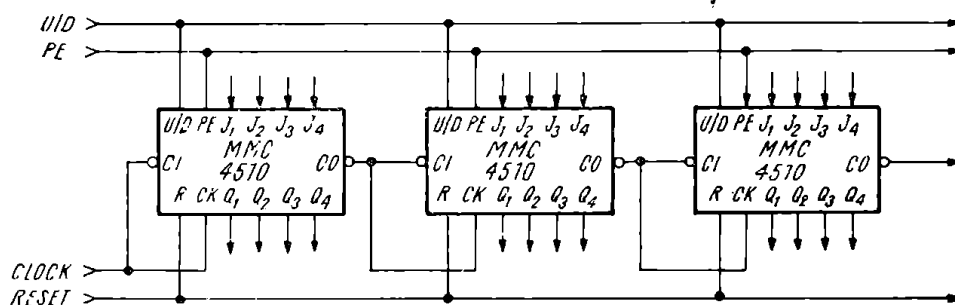 U/D
PE
U/D PE J1 J2 J3 J4
MMC
CI 4510 CO
R CK Q1 Q2 Q3 Q4
U/D PE J1 J2 J3 J4
MMC
CI 4510 CO
R CK Q1 Q2 Q3 Q4
U/D PE J1 J2 J3 J4
MMC
CI 4510 CO
R CK Q1 Q2 Q3 Q4
CLOCK
RESET